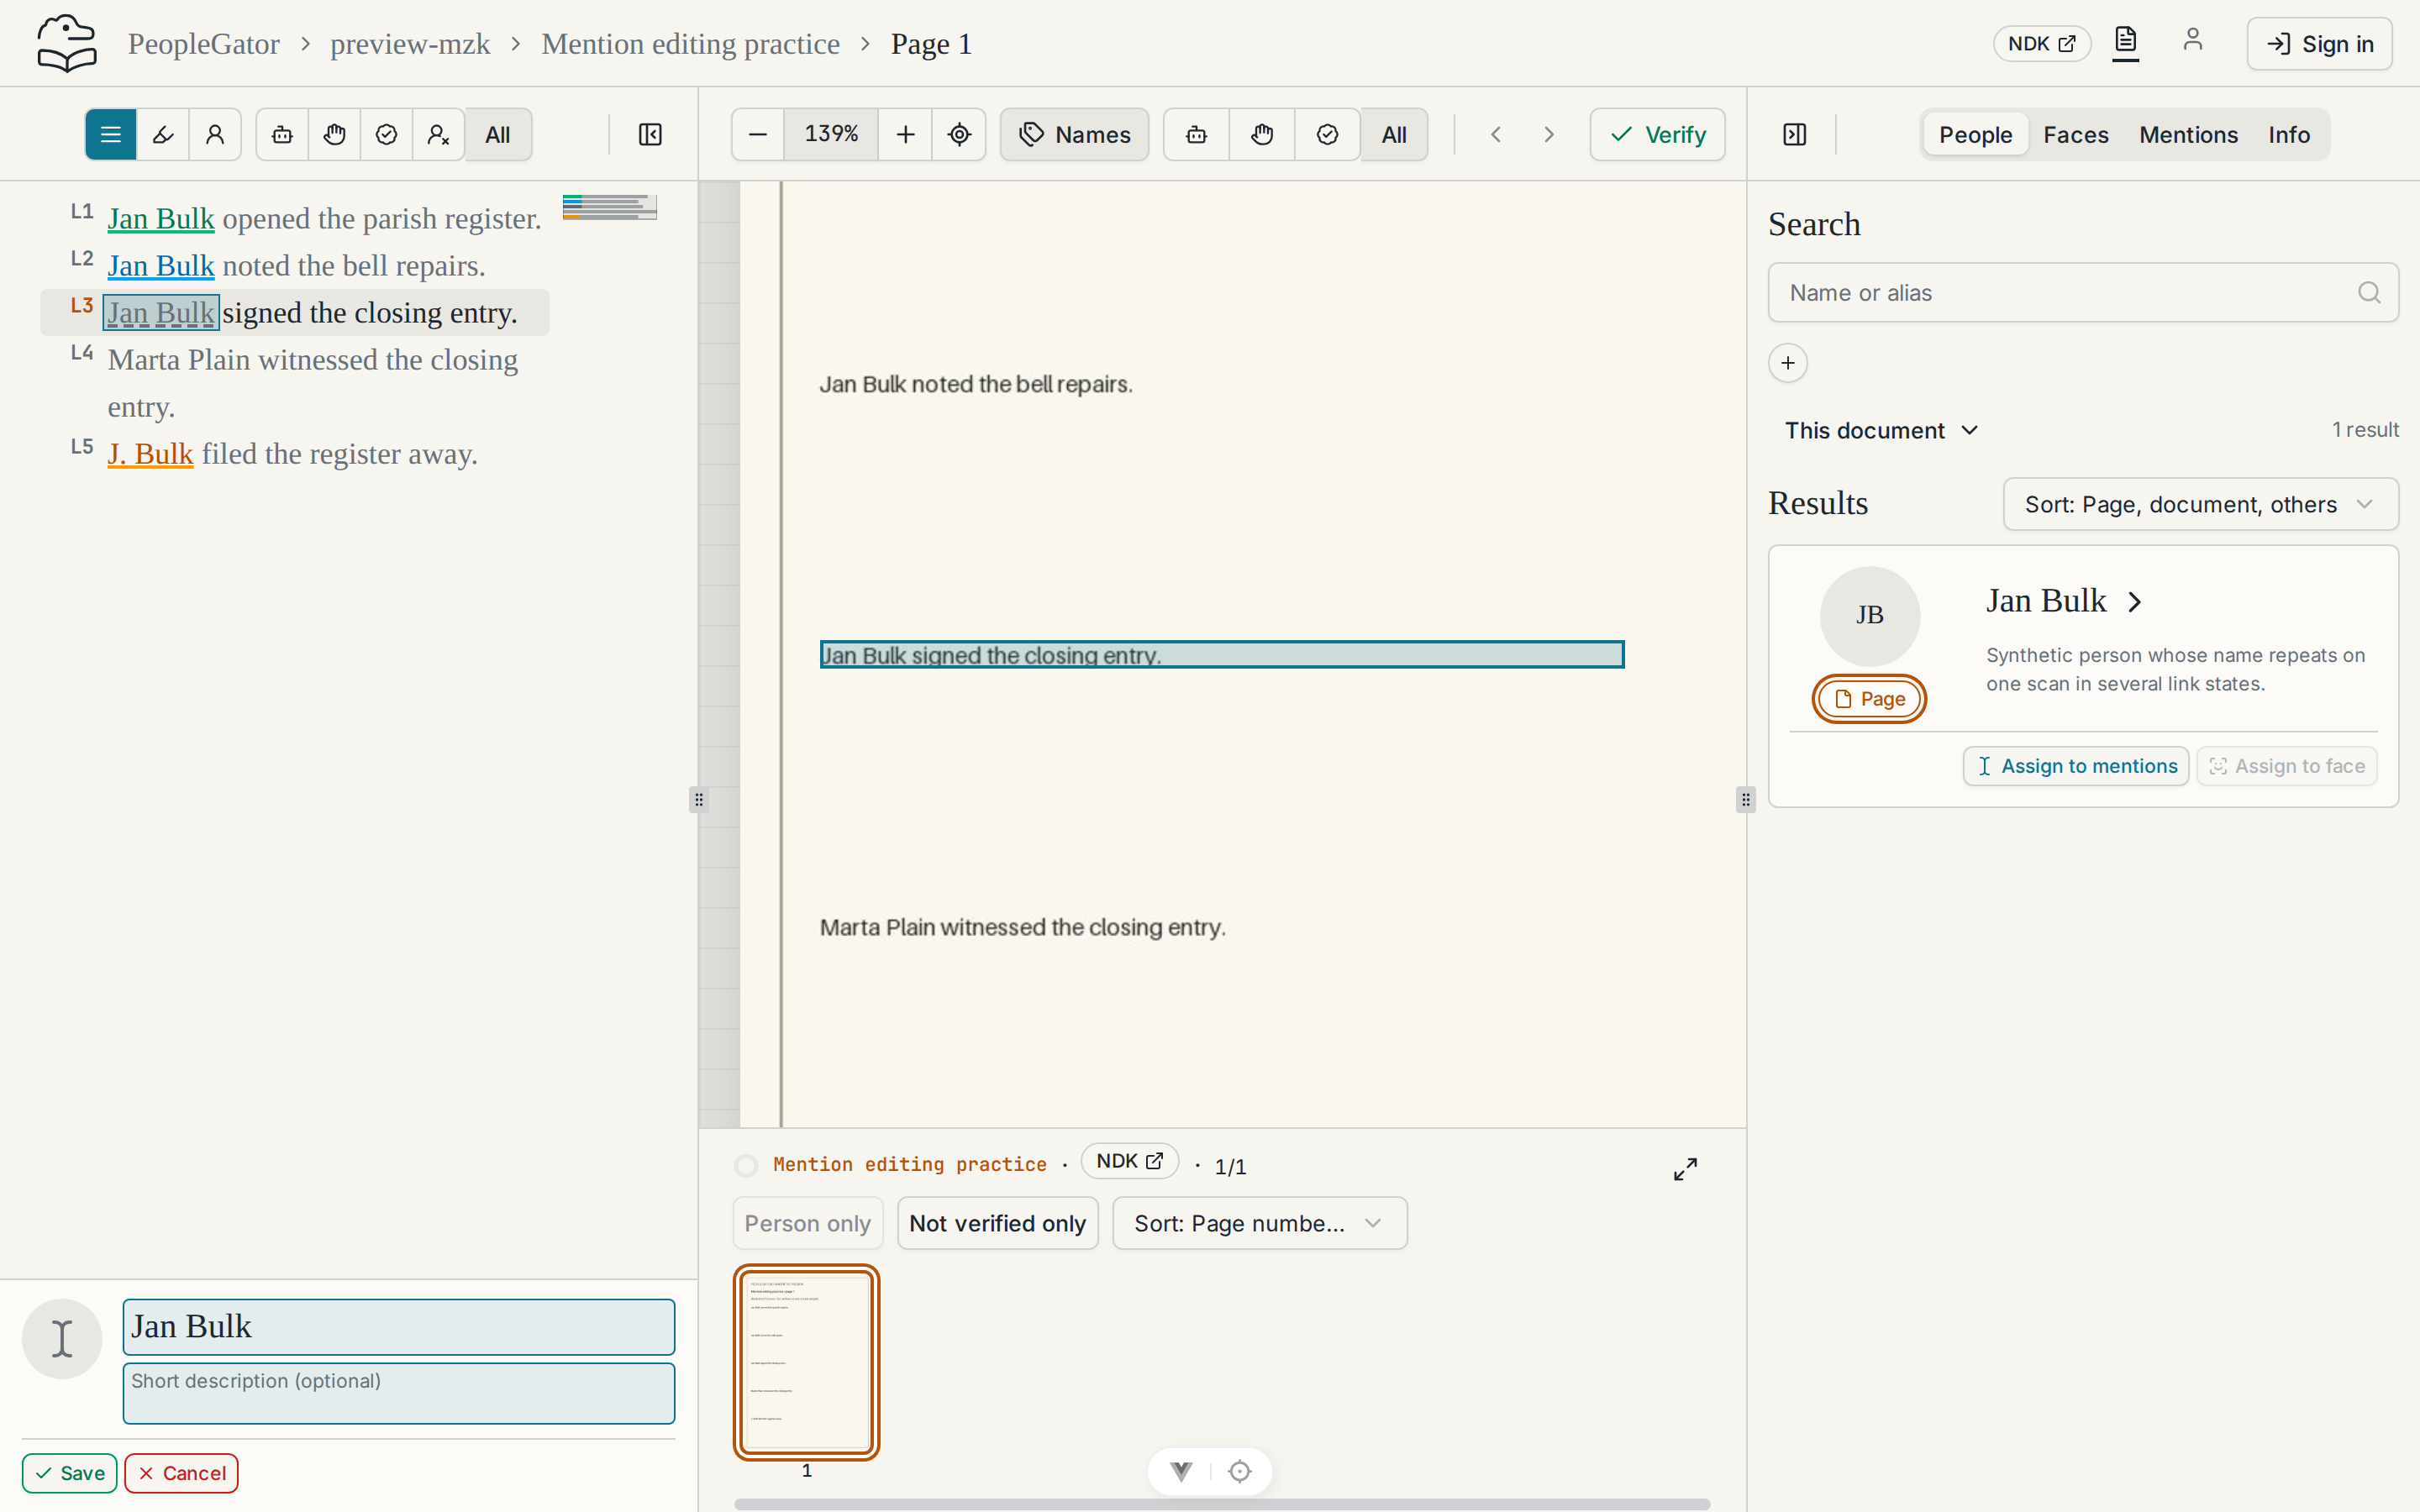 PeopleGator > preview-mzk > Mention editing practice > Page 1
NDK
Sign in
All
139%
Names
All
Verify
People
Faces
Mentions
Info
L1 Jan Bulk opened the parish register.
L2 Jan Bulk noted the bell repairs.
L3 Jan Bulk signed the closing entry.
L4 Marta Plain witnessed the closing
entry.
L5 J. Bulk filed the register away.
Jan Bulk
Short description (optional)
Save
Cancel
Jan Bulk noted the bell repairs.
Jan Bulk signed the closing entry.
Marta Plain witnessed the closing entry.
Mention editing practice · NDK · 1/1
Person only
Not verified only
Sort: Page numbe...
1
Search
Name or alias
This document
1 result
Results
Sort: Page, document, others
JB
Page
Jan Bulk
Synthetic person whose name repeats on
one scan in several link states.
Assign to mentions
Assign to face